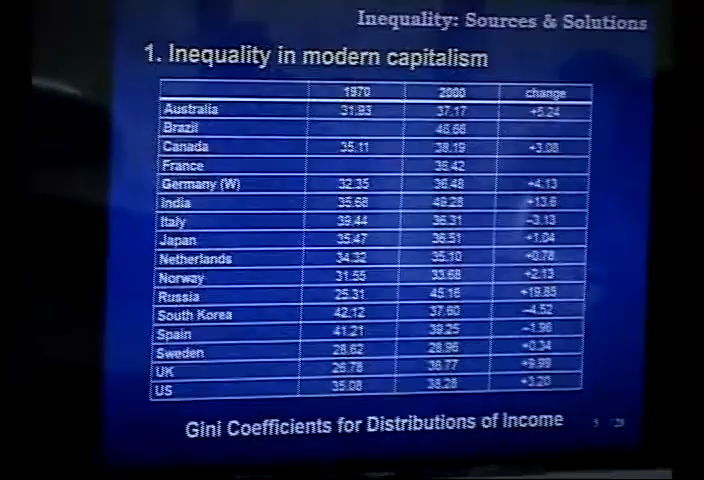 Inequality: Sources & Solutions
1. Inequality in modern capitalism
1970 2000 change
Australia 31.93 37.17 +5.24
Brazil
Canada 35.11 38.19 +3.08
France
Germany (W) 32.35 36.48 +4.13
India 35.68 49.28 +13.6
Italy 39.44 36.31 -3.13
Japan 35.47 36.51 +1.04
Netherlands 34.32 35.10 +0.78
Norway 31.55 33.68 +2.13
Russia 25.31 45.16 +19.85
South Korea 42.12 37.60 -4.52
Spain 41.21 39.25 -1.96
Sweden 28.62 28.96 +0.34
UK 26.78 +9.99
US 35.08 38.28 +3.20
Gini Coefficients for Distributions of Income